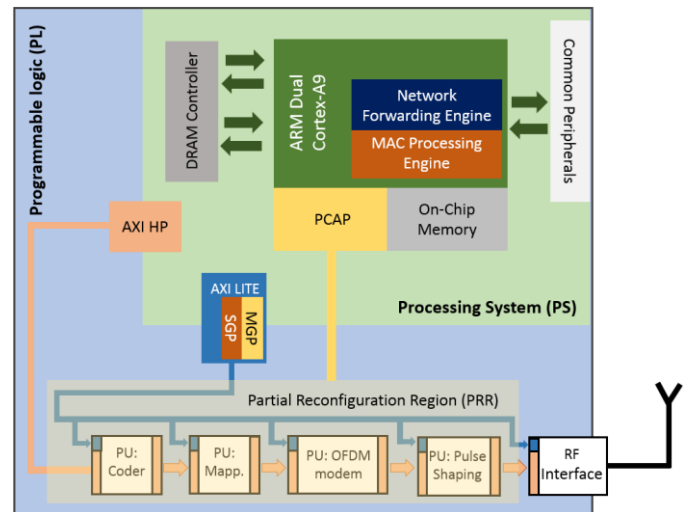 Programmable logic (PL)
DRAM Controller
ARM Dual
Cortex-A9
Network
Forwarding Engine
MAC Processing
Engine
Common Peripherals
AXI HP
PCAP
On-Chip
Memory
AXI LITE
SGP
MGP
Processing System (PS)
Partial Reconfiguration Region (PRR)
PU:
Coder
PU:
Mapp.
PU: OFDM
modem
PU: Pulse
Shaping
RF
Interface